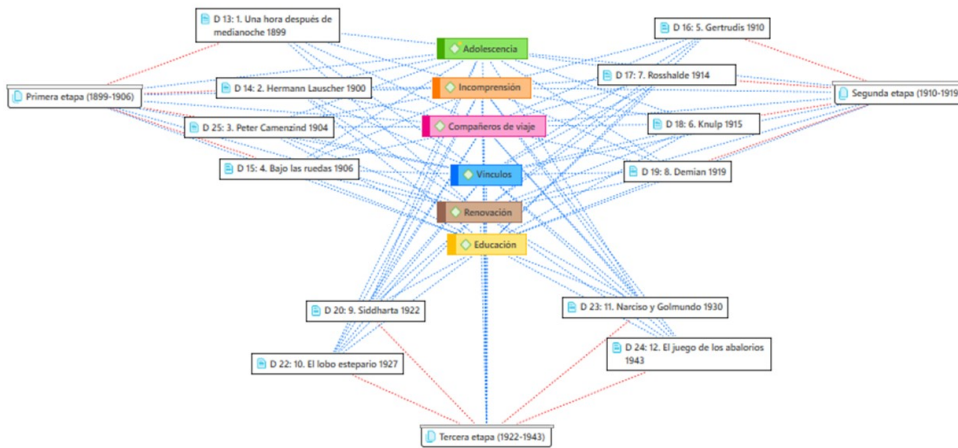 D 13: 1. Una hora después de
medianoche 1899
D 16: 5. Gertrudis 1910
Adolescencia
D 17: 7. Rosshalde 1914
D 14: 2. Hermann Lauscher 1900
Incomprensión
Primera etapa (1899-1906)
Segunda etapa (1910-1919)
D 25: 3. Peter Camenzind 1904
Compañeros de viaje
D 18: 6. Knulp 1915
D 15: 4. Bajo las ruedas 1906
Vínculos
D 19: 8. Demian 1919
Renovación
Educación
D 20: 9. Siddharta 1922
D 23: 11. Narciso y Golmundo 1930
D 22: 10. El lobo estepario 1927
D 24: 12. El juego de los abalorios
1943
Tercera etapa (1922-1943)